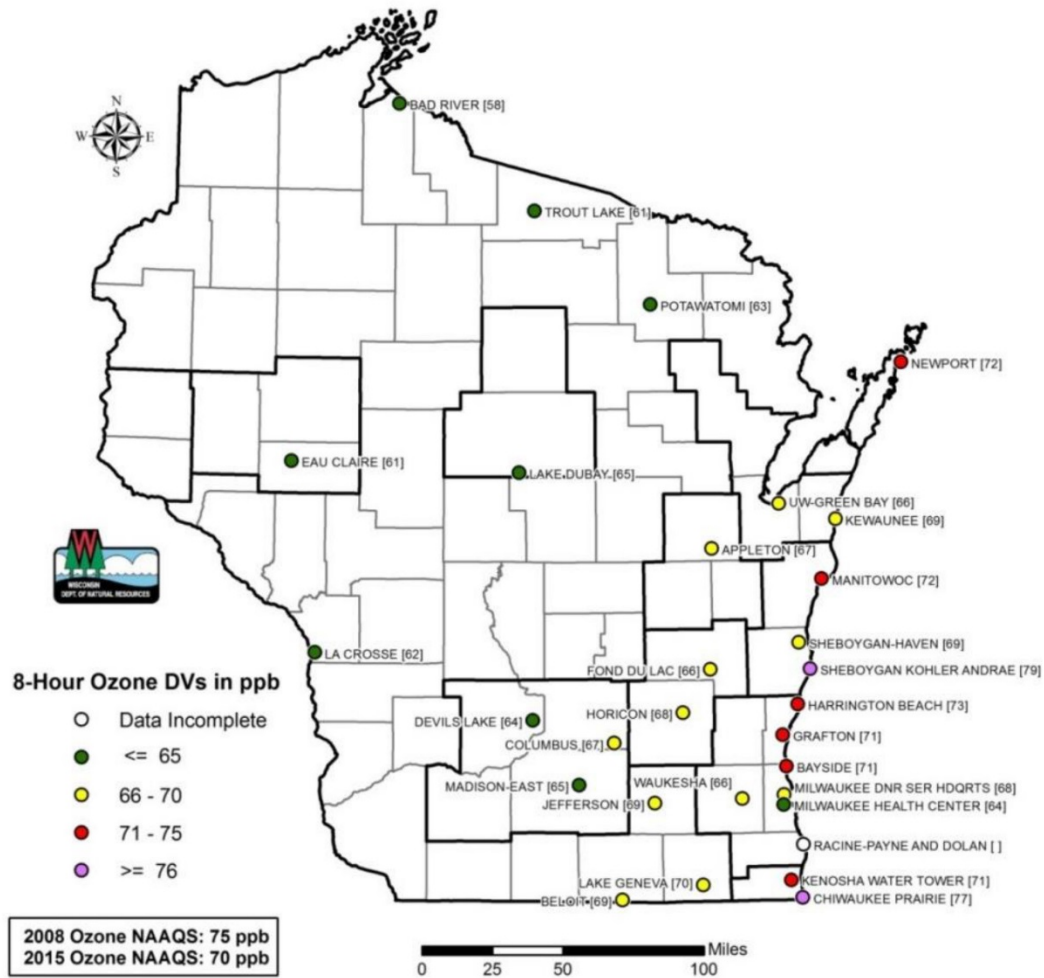 N
W
E
S
BAD RIVER [58]
TROUT LAKE [61]
POTAWATOMI [63]
NEWPORT [72]
EAU CLAIRE [61]
LAKE DUBAY [65]
UW-GREEN BAY [66]
KEWAUNEE [69]
APPLETON [67]
MANITOWOC [72]
WISCONSIN
DEPT. OF NATURAL RESOURCES
SHEBOYGAN-HAVEN [69]
LA CROSSE [62]
FOND DU LAC [66]
SHEBOYGAN KOHLER ANDRAE [79]
HARRINGTON BEACH [73]
HORICON [68]
DEVILS LAKE [64]
GRAFTON [71]
COLUMBUS [67]
BAYSIDE [71]
WAUKESHA [66]
MADISON-EAST [65]
MILWAUKEE DNR SER HDQRTS [68]
JEFFERSON [69]
MILWAUKEE HEALTH CENTER [64]
RACINE-PAYNE AND DOLAN [ ]
LAKE GENEVA [70]
KENOSHA WATER TOWER [71]
BELOIT [69]
CHIWAUKEE PRAIRIE [77]
8-Hour Ozone DVs in ppb
Data Incomplete
<= 65
66 - 70
71 - 75
>= 76
2008 Ozone NAAQS: 75 ppb
2015 Ozone NAAQS: 70 ppb
Miles
0 25 50 100